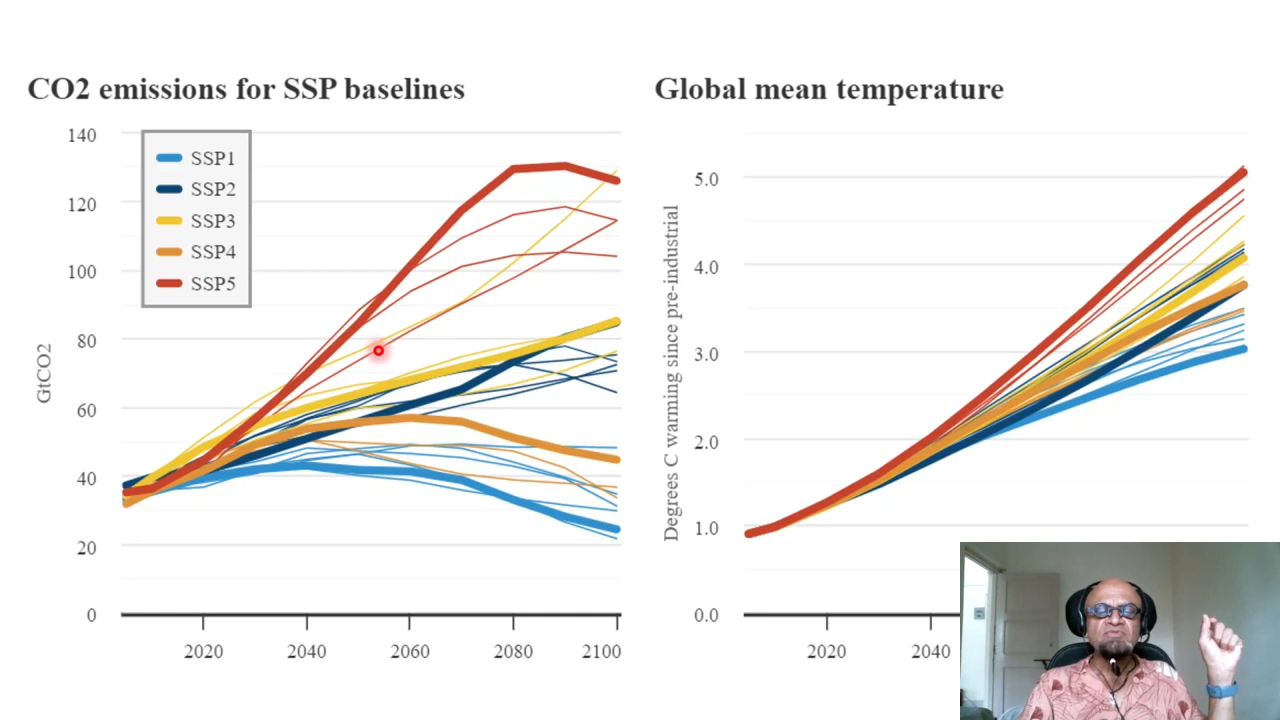 CO2 emissions for SSP baselines
GtCO2
140
120
100
80
60
40
20
0
SSP1
SSP2
SSP3
SSP4
SSP5
2020 2040 2060 2080 2100
Global mean temperature
Degrees C warming since pre-industrial
5.0
4.0
3.0
2.0
1.0
0.0
2020 2040